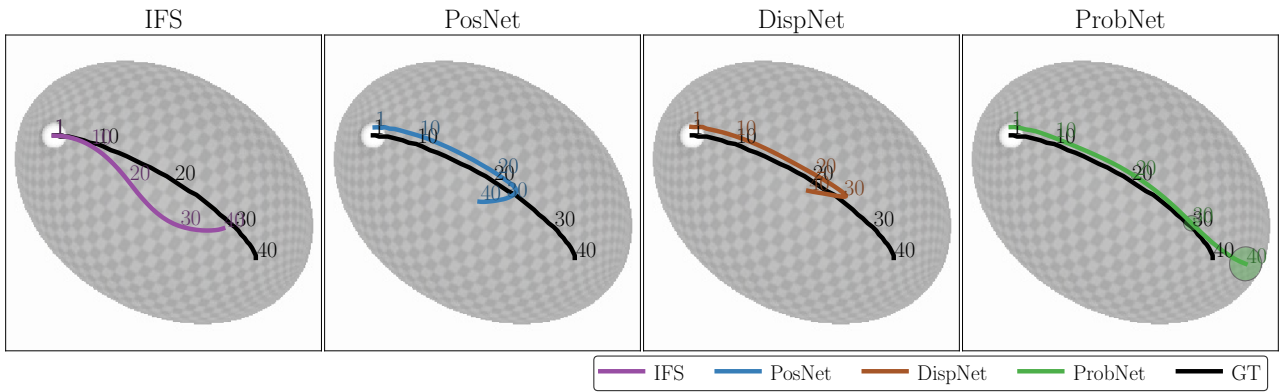 IFS PosNet DispNet ProbNet
1 10 10 20 20 30 30 40 40
1 1 10 10 20 20 30 30 40 40
1 1 10 10 20 20 30 30 40
1 1 10 10 20 20 30 30 40 40
IFS PosNet DispNet ProbNet GT